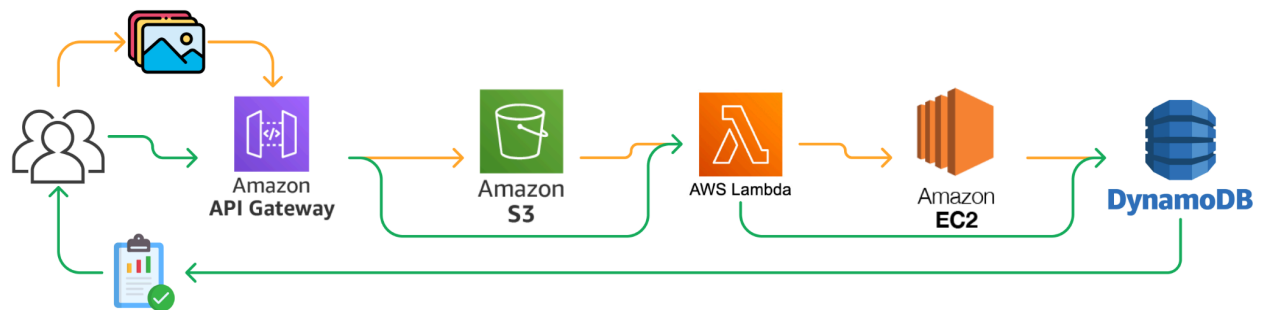 Amazon
API Gateway
Amazon
S3
AWS Lambda
Amazon
EC2
DynamoDB